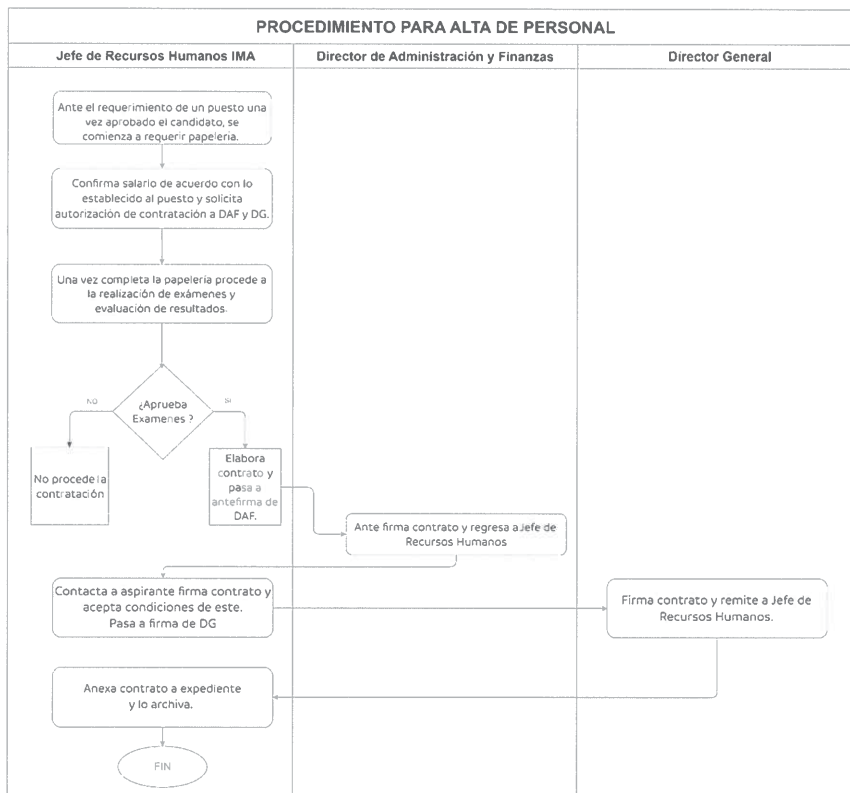 PROCEDIMIENTO PARA ALTA DE PERSONAL
Jefe de Recursos Humanos IMA
Director de Administración y Finanzas
Director General
Ante el requerimiento de un puesto una
vez aprobado el candidato, se
comienza a requerir papeleria.
Confirma salario de acuerdo con lo
establecido al puesto y solicita
autorización de contratación a DAF y DG.
Una vez completa la papeleria procede a
la realización de exámenes y
evaluación de resultados.
¿Aprueba
Examenes ?
NO
SI
No procede la
contratación
Elabora
contrato y
pasa a
antefirma de
DAF.
Ante firma contrato y regresa a Jefe de
Recursos Humanos
Contacta a aspirante firma contrato y
acepta condiciones de este.
Pasa a firma de DG
Firma contrato y remite a Jefe de
Recursos Humanos.
Anexa contrato a expediente
y lo archiva.
FIN